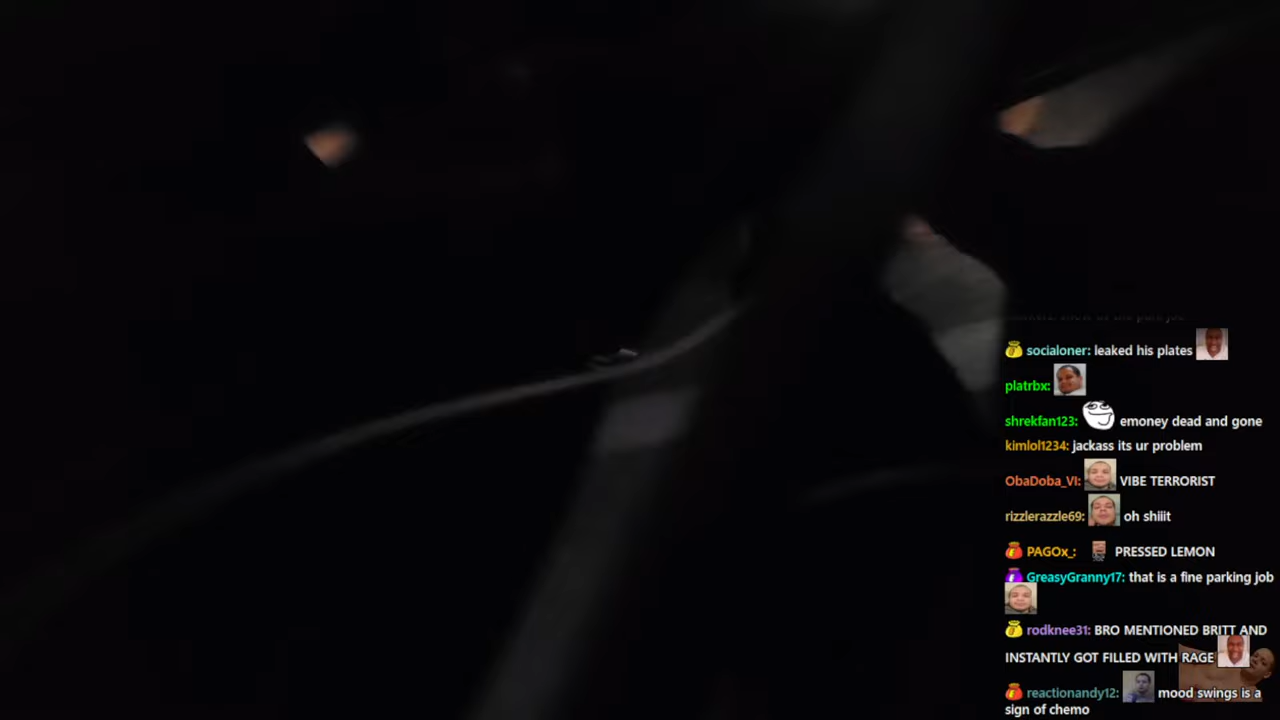 socialoner: leaked his plates
platrbx:
shrekfan123: emoney dead and gone
kimlol1234: jackass its ur problem
ObaDoba_VI: VIBE TERRORIST
rizzlerazzle69: oh shiiit
PAGOx_: PRESSED LEMON
GreasyGranny17: that is a fine parking job
rodknee31: BRO MENTIONED BRITT AND
INSTANTLY GOT FILLED WITH RAGE
reactionandy12: mood swings is a
sign of chemo